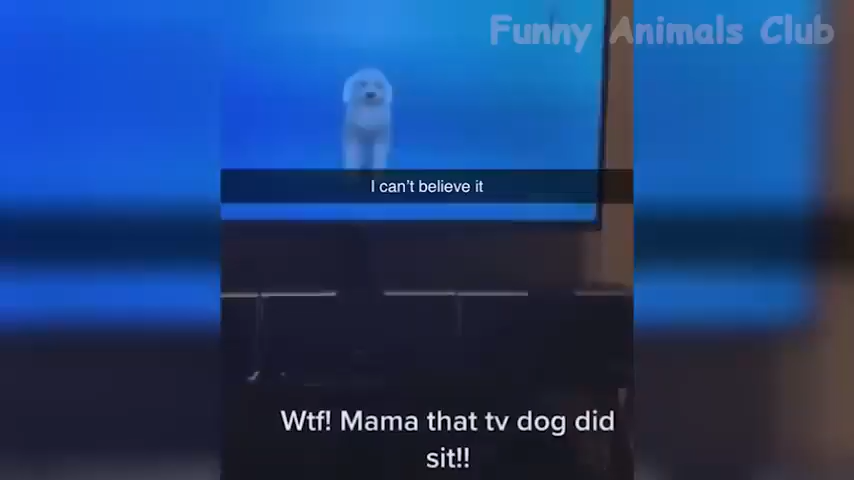 Funny Animals Club
I can't believe it
Wtf! Mama that tv dog did
sit!!